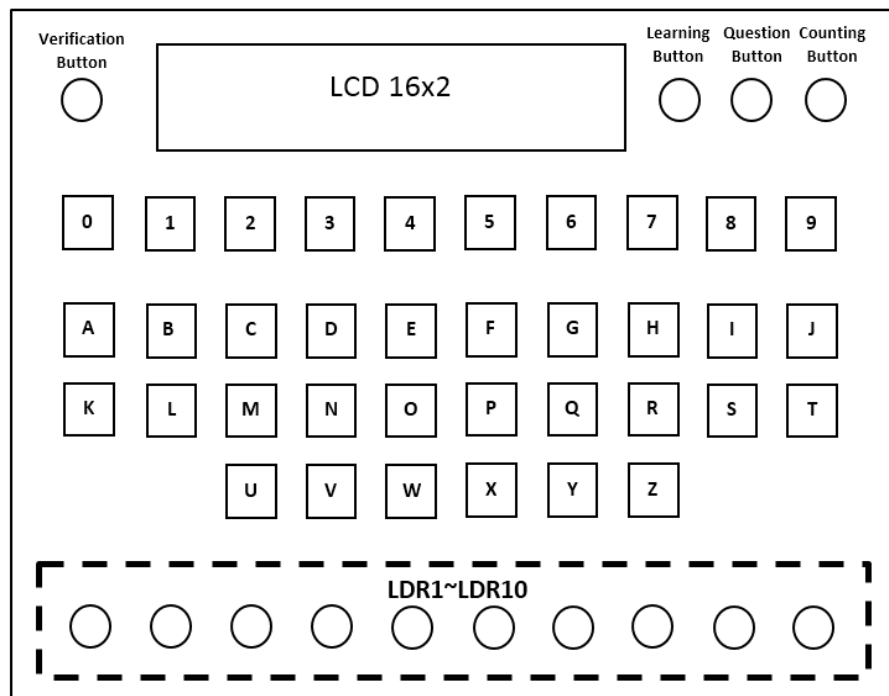 Verification
Button
LCD 16x2
Learning Button
Question Button
Counting Button
0 1 2 3 4 5 6 7 8 9
A B C D E F G H I J
K L M N O P Q R S T
U V W X Y Z
LDR1~LDR10